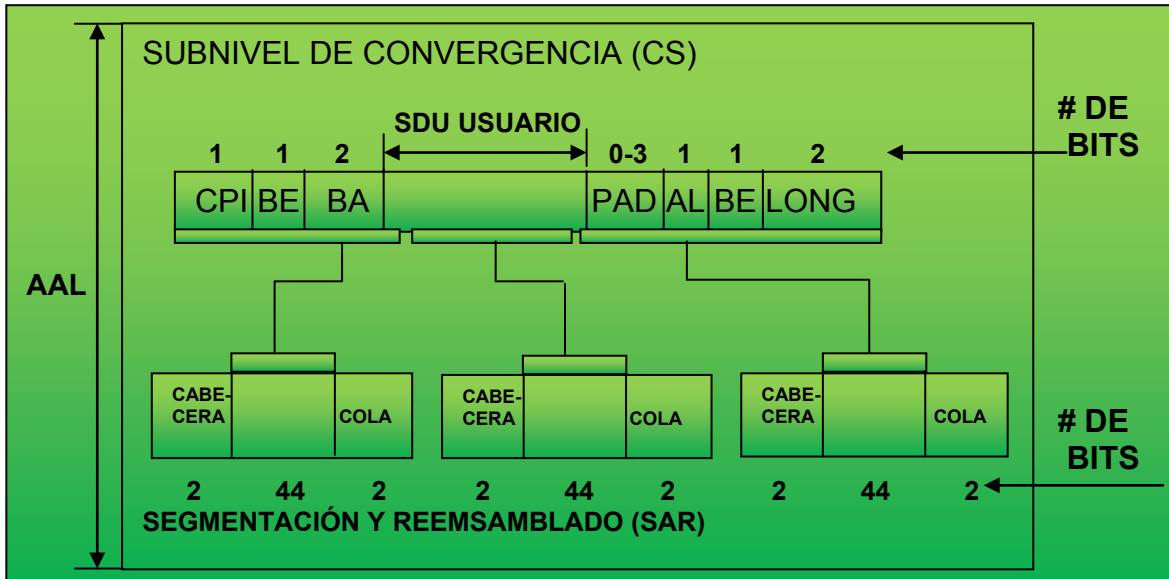 SUBNIVEL DE CONVERGENCIA (CS)
SDU USUARIO
# DE
BITS
1 1 2 0-3 1 1 2
CPI BE BA PAD AL BE LONG
AAL
CABE-
CERA
COLA
CABE-
CERA
COLA
CABE-
CERA
COLA
# DE
BITS
2 44 2 2 44 2 2 44 2
SEGMENTACIÓN Y REEMSAMBLADO (SAR)